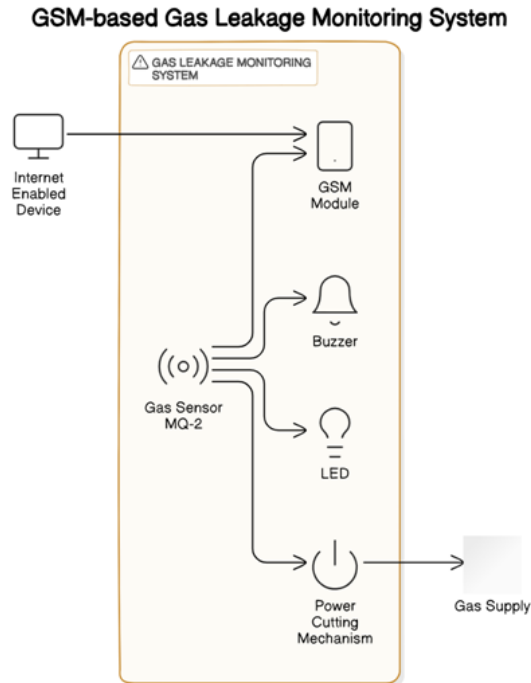 GSM-based Gas Leakage Monitoring System
GAS LEAKAGE MONITORING
SYSTEM
Internet
Enabled
Device
GSM
Module
Buzzer
Gas Sensor
MQ-2
LED
Power
Cutting
Mechanism
Gas Supply